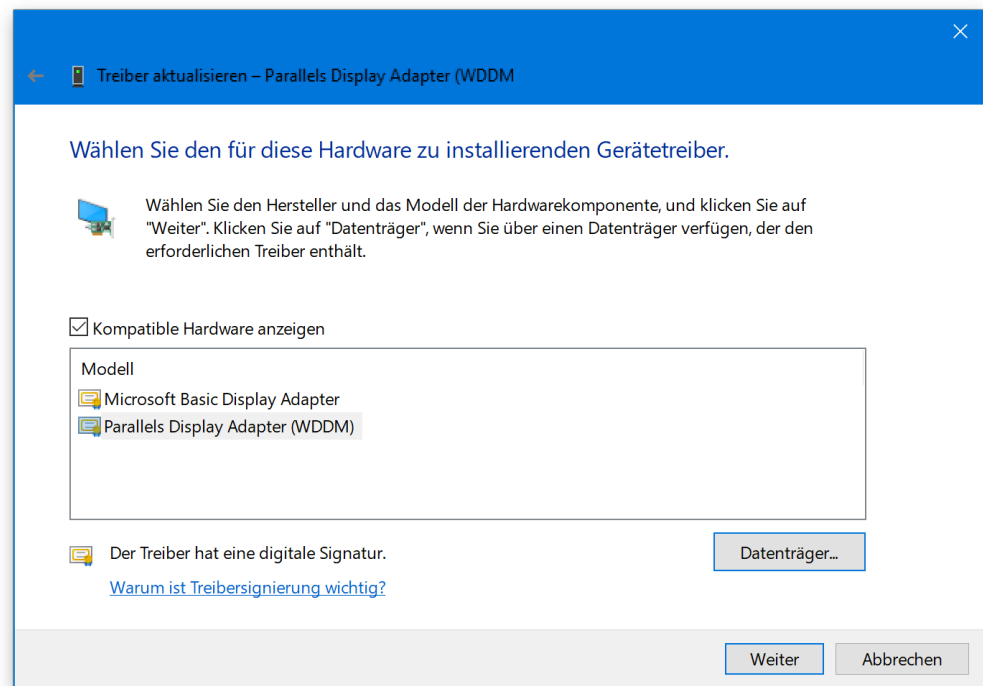 Treiber aktualisieren – Parallels Display Adapter (WDDM
Wählen Sie den für diese Hardware zu installierenden Gerätetreiber.
Wählen Sie den Hersteller und das Modell der Hardwarekomponente, und klicken Sie auf
"Weiter". Klicken Sie auf "Datenträger", wenn Sie über einen Datenträger verfügen, der den
erforderlichen Treiber enthält.
Kompatible Hardware anzeigen
Modell
Microsoft Basic Display Adapter
Parallels Display Adapter (WDDM)
Der Treiber hat eine digitale Signatur.
Datenträger...
Warum ist Treibersignierung wichtig?
Weiter
Abbrechen